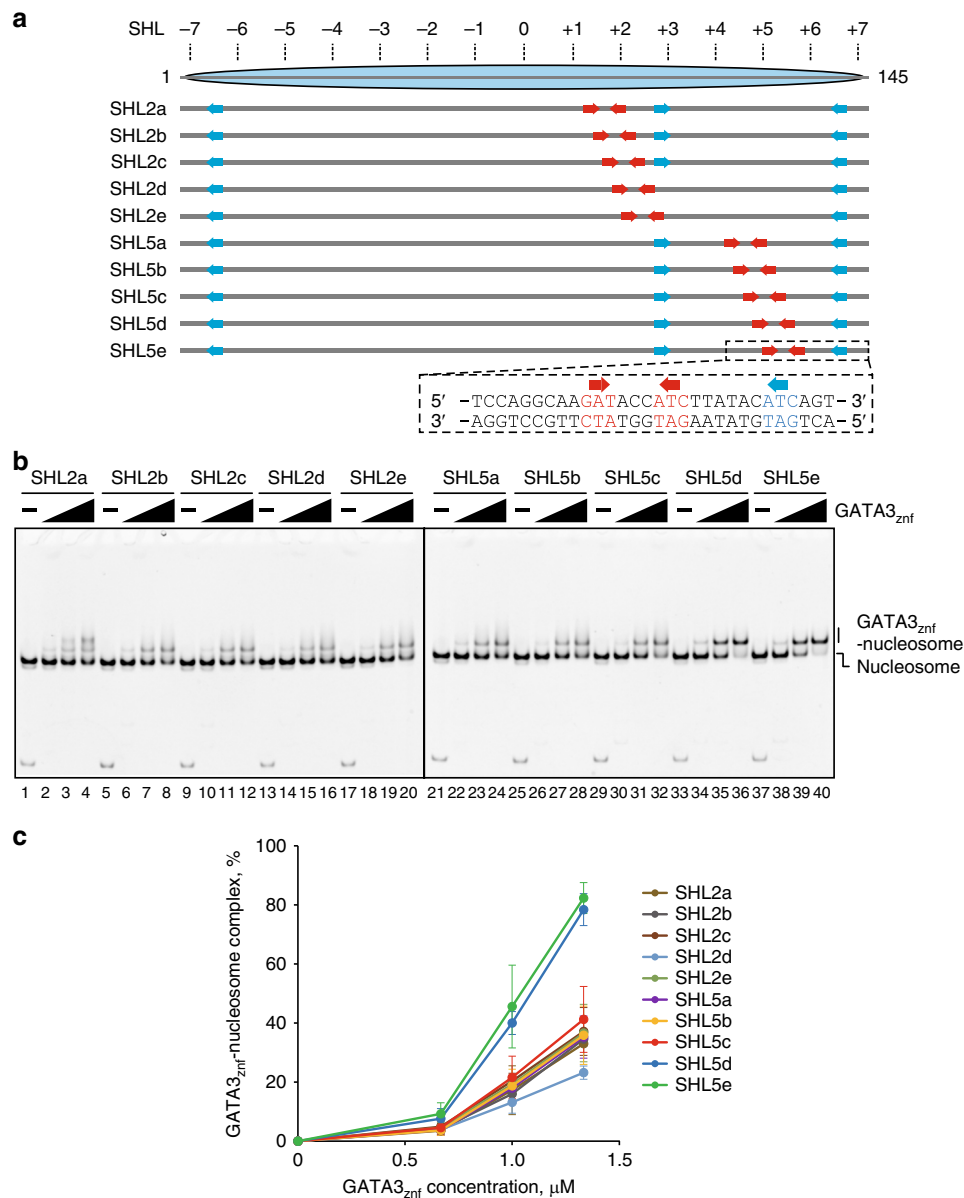 a
SHL –7 –6 –5 –4 –3 –2 –1 0 +1 +2 +3 +4 +5 +6 +7
1 145
SHL2a
SHL2b
SHL2c
SHL2d
SHL2e
SHL5a
SHL5b
SHL5c
SHL5d
SHL5e
5′ –TCCAGGCAAGATACCATCTTATACATCAGT– 3′
3′ –AGGTCCGTTCTATGGTAGAATATGTAGTCA– 5′
b
SHL2a SHL2b SHL2c SHL2d SHL2e SHL5a SHL5b SHL5c SHL5d SHL5e
– – – – – – – – – – GATA3znf
GATA3znf
-nucleosome
Nucleosome
1 2 3 4 5 6 7 8 9 10 11 12 13 14 15 16 17 18 19 20 21 22 23 24 25 26 27 28 29 30 31 32 33 34 35 36 37 38 39 40
c
GATA3znf-nucleosome complex, %
100
80
60
40
20
0
0 0.5 1.0 1.5
GATA3znf concentration, μM
SHL2a
SHL2b
SHL2c
SHL2d
SHL2e
SHL5a
SHL5b
SHL5c
SHL5d
SHL5e